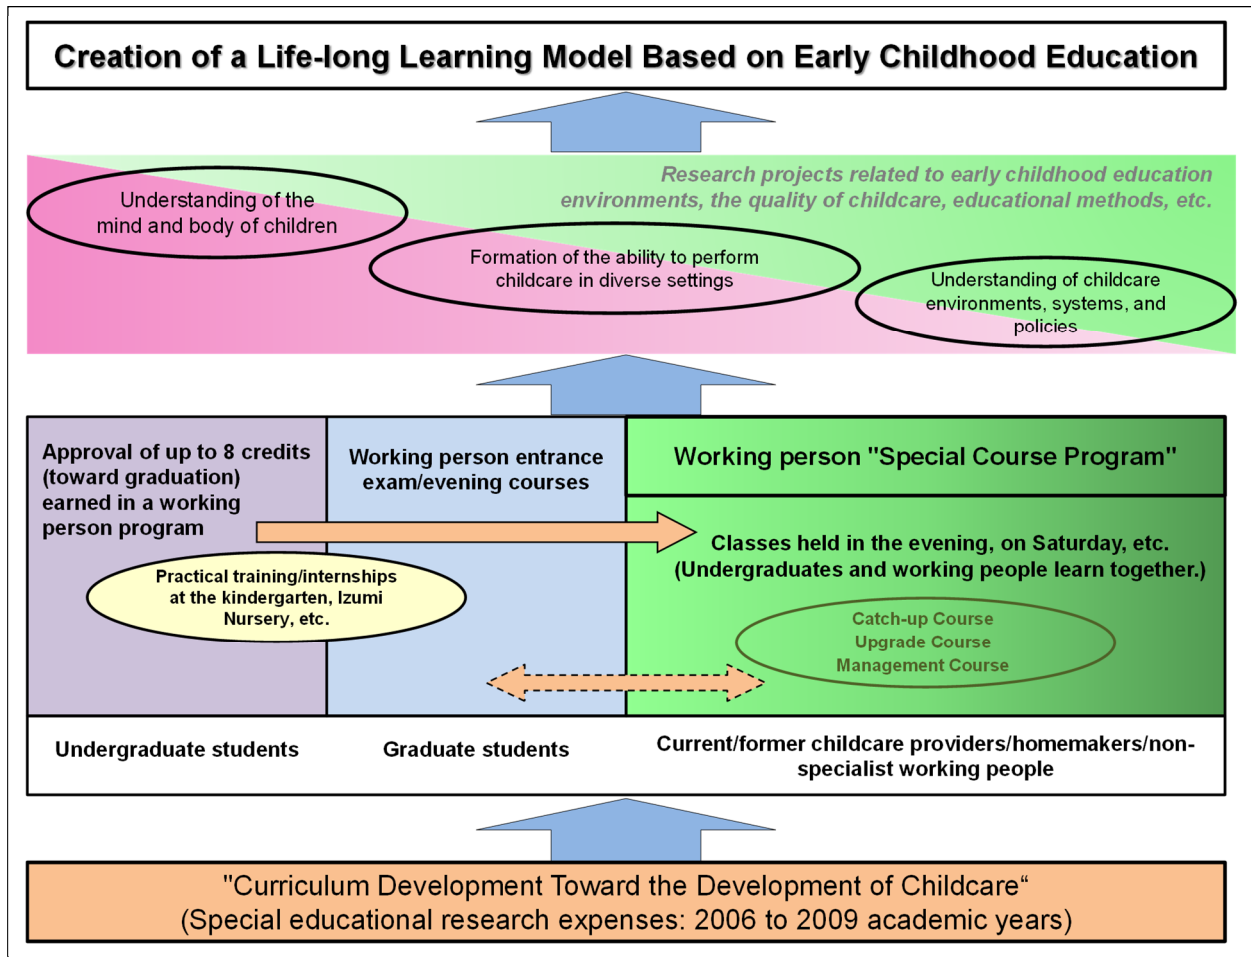 Creation of a Life-long Learning Model Based on Early Childhood Education
Research projects related to early childhood education
environments, the quality of childcare, educational methods, etc.
Understanding of the
mind and body of children
Formation of the ability to perform
childcare in diverse settings
Understanding of childcare
environments, systems, and
policies
Approval of up to 8 credits
(toward graduation)
earned in a working
person program
Working person entrance
exam/evening courses
Working person "Special Course Program"
Classes held in the evening, on Saturday, etc.
(Undergraduates and working people learn together.)
Practical training/internships
at the kindergarten, Izumi
Nursery, etc.
Catch-up Course
Upgrade Course
Management Course
Undergraduate students
Graduate students
Current/former childcare providers/homemakers/non-
specialist working people
"Curriculum Development Toward the Development of Childcare“
(Special educational research expenses: 2006 to 2009 academic years)